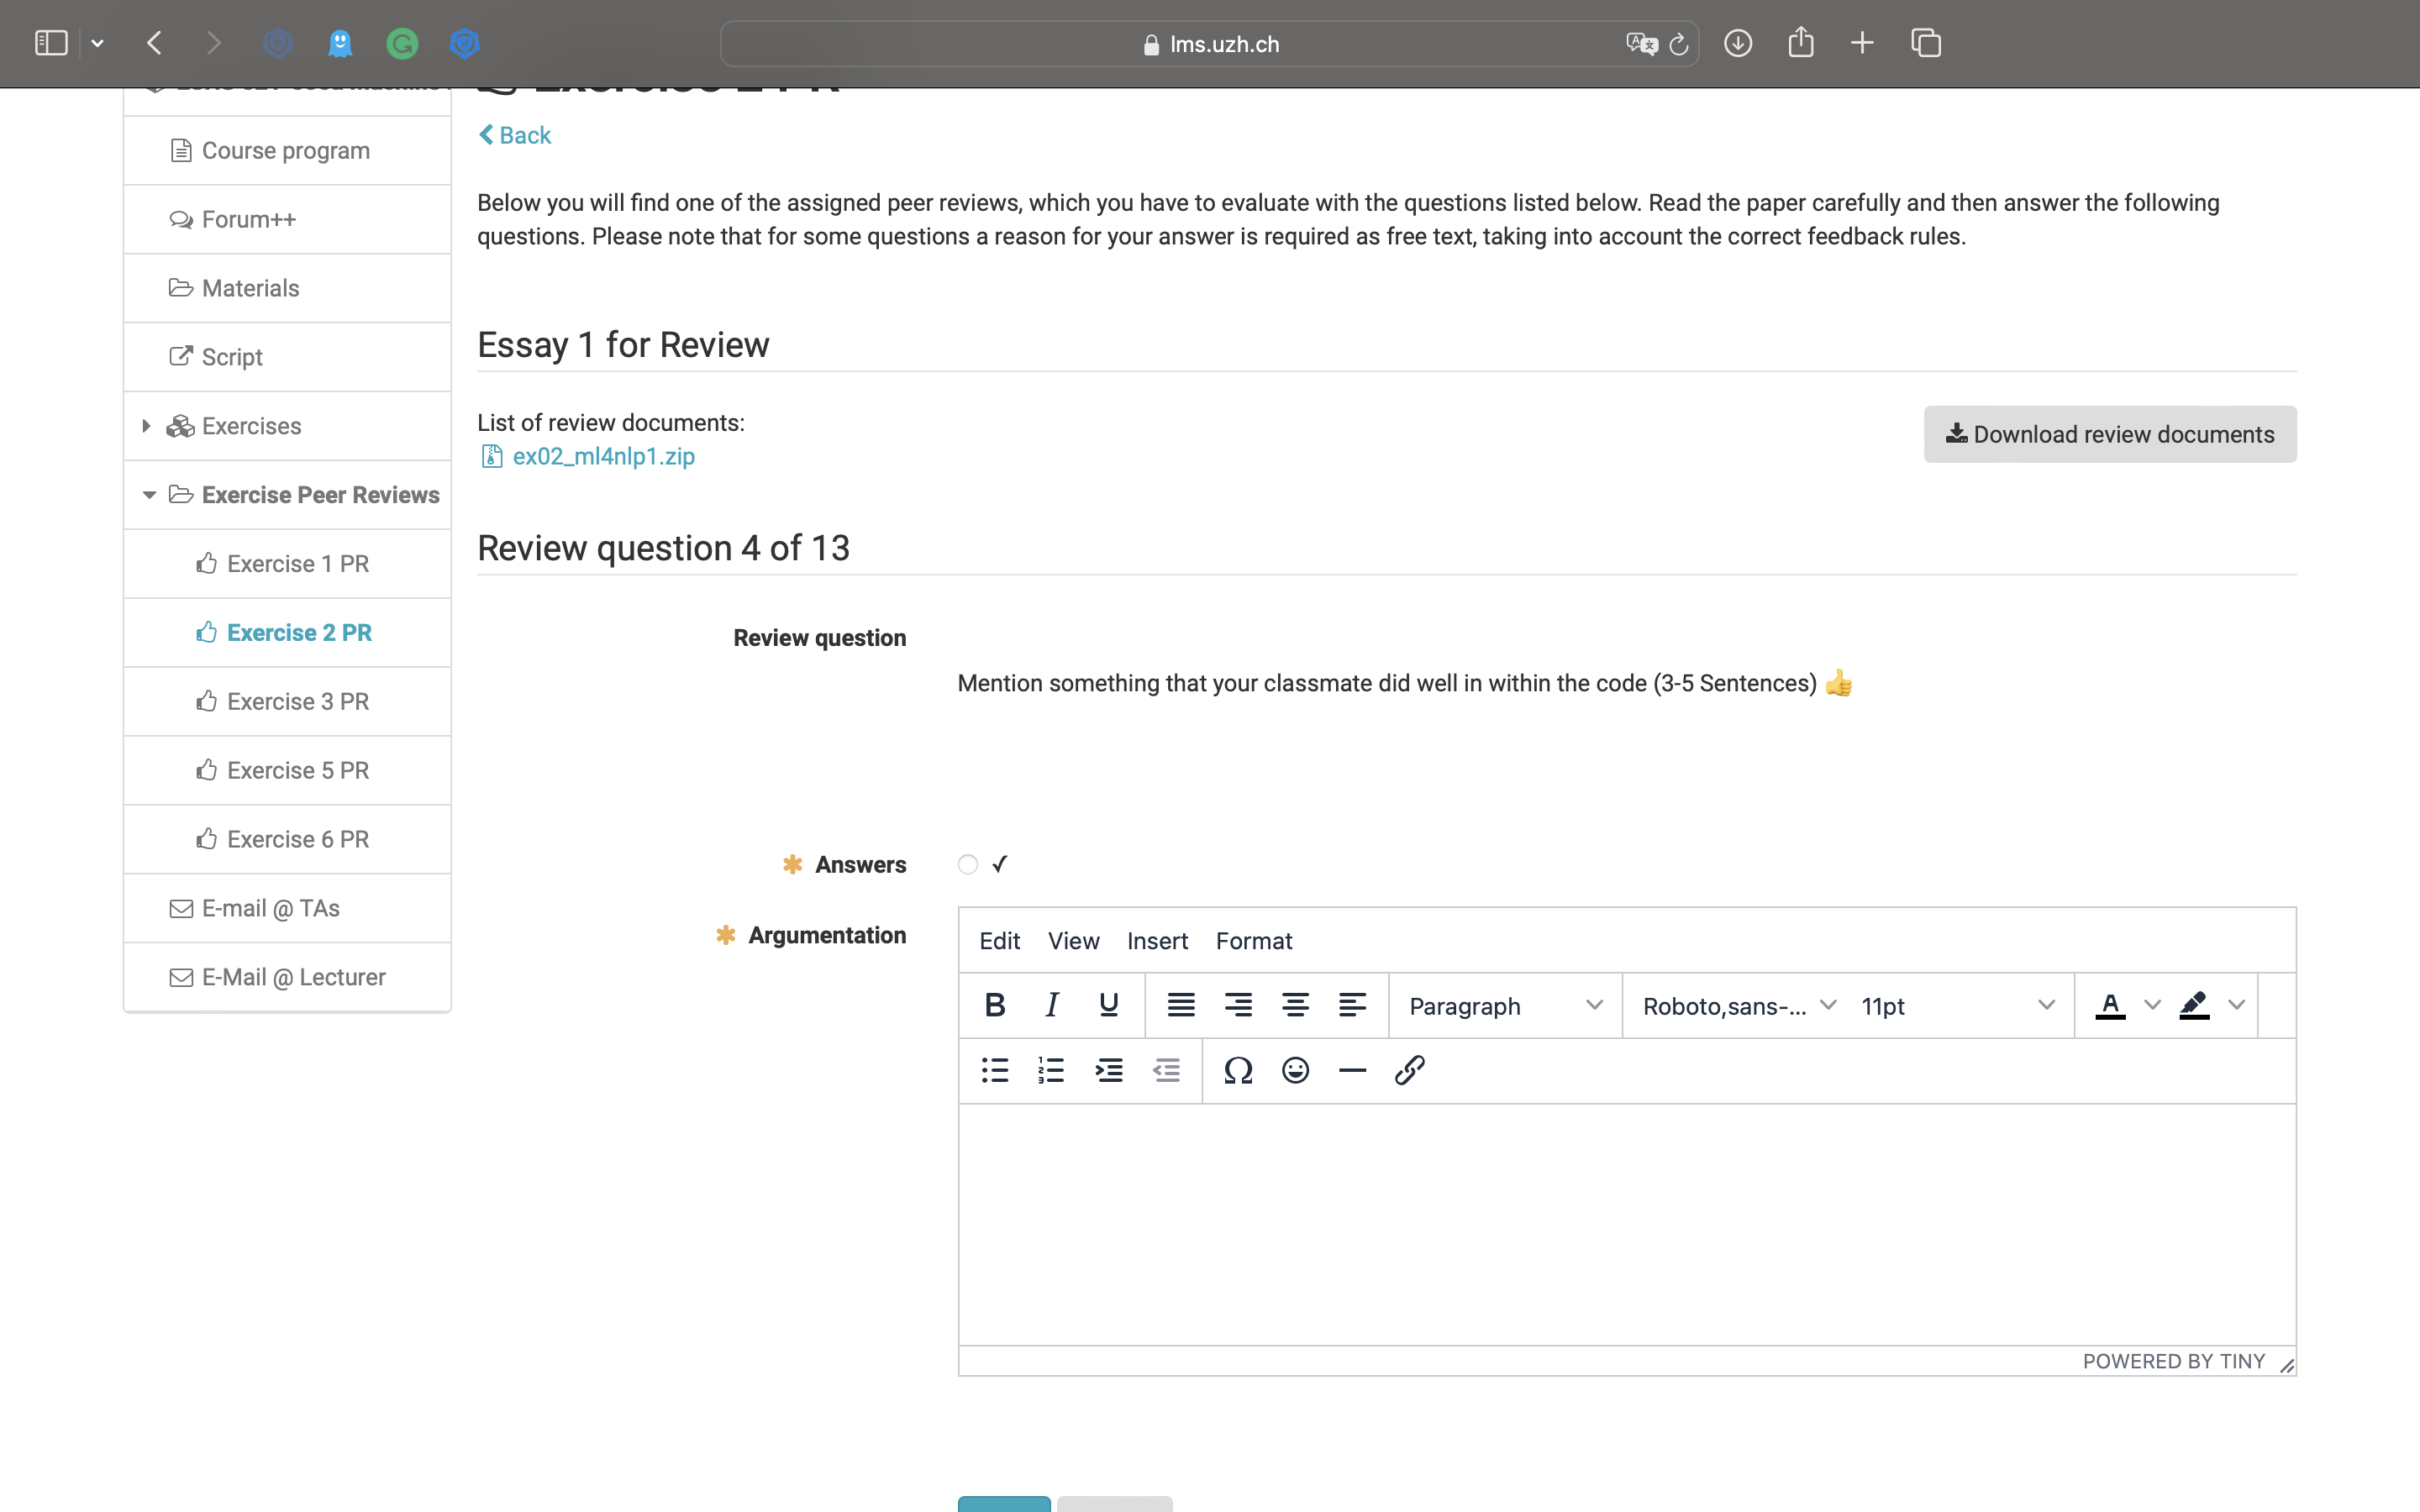 lms.uzh.ch
Exercise 2 PR
Back
Course program
Forum++
Materials
Script
Exercises
Exercise Peer Reviews
Exercise 1 PR
Exercise 2 PR
Exercise 3 PR
Exercise 5 PR
Exercise 6 PR
E-mail @ TAs
E-Mail @ Lecturer
Below you will find one of the assigned peer reviews, which you have to evaluate with the questions listed below. Read the paper carefully and then answer the following
questions. Please note that for some questions a reason for your answer is required as free text, taking into account the correct feedback rules.
Essay 1 for Review
List of review documents:
ex02_ml4nlp1.zip
Download review documents
Review question 4 of 13
Review question
Mention something that your classmate did well in within the code (3-5 Sentences) 👍
Answers ✓
Argumentation
Edit View Insert Format
B I U Paragraph Roboto,sans-... 11pt A
Ω
POWERED BY TINY